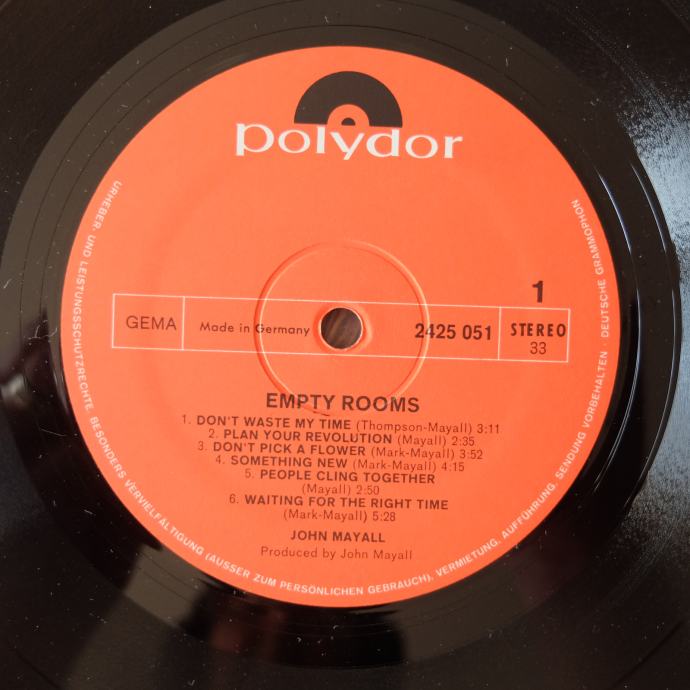 polydor
1
GEMA
Made in Germany
2425 051
STEREO
33
EMPTY ROOMS
1. DON'T WASTE MY TIME (Thompson-Mayall) 3:11
2. PLAN YOUR REVOLUTION (Mayall) 2:35
3. DON'T PICK A FLOWER (Mark-Mayall) 3:52
4. SOMETHING NEW (Mark-Mayall) 4:15
5. PEOPLE CLING TOGETHER
(Mayall) 2:50
6. WAITING FOR THE RIGHT TIME
(Mark-Mayall) 5:28
JOHN MAYALL
Produced by John Mayall
URHEBER- UND LEISTUNGSSCHUTZRECHTE, BESONDERS VERVIELFÄLTIGUNG (AUSSER ZUM PERSÖNLICHEN GEBRAUCH), VERMIETUNG, AUFFÜHRUNG, SENDUNG VORBEHALTEN · DEUTSCHE GRAMMOPHON